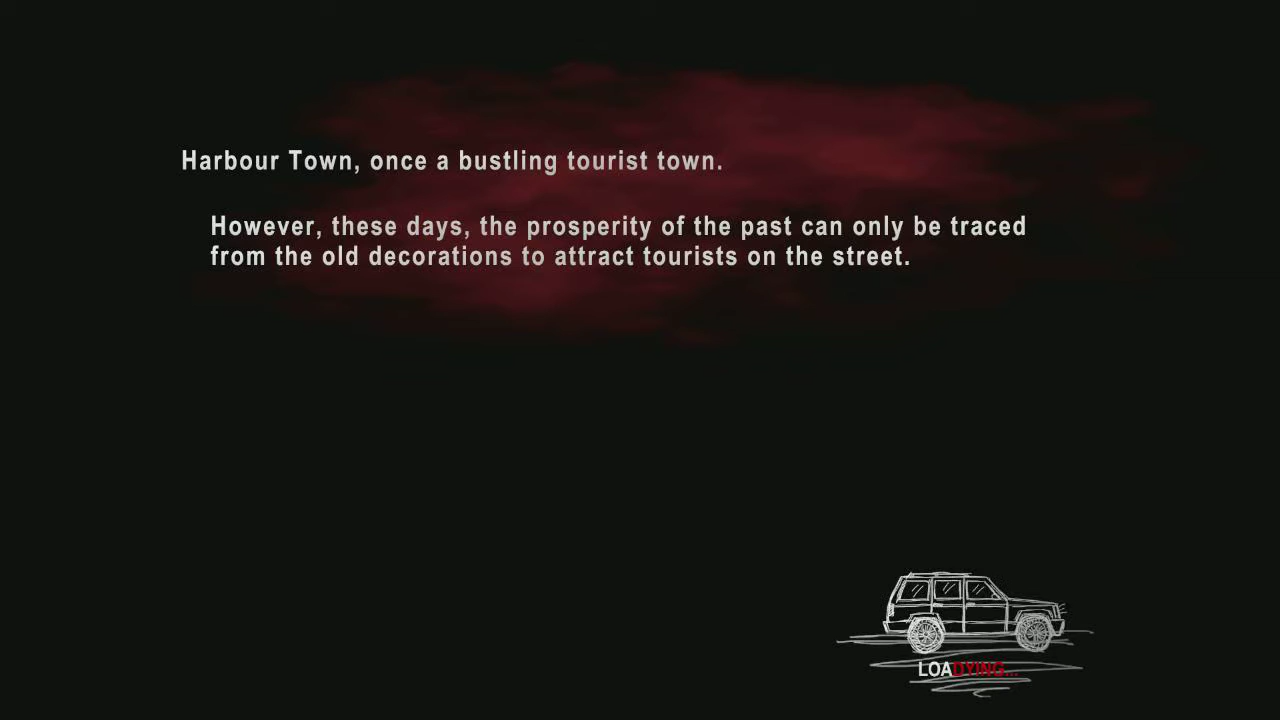 Harbour Town, once a bustling tourist town.
However, these days, the prosperity of the past can only be traced
from the old decorations to attract tourists on the street.
LOADYING...